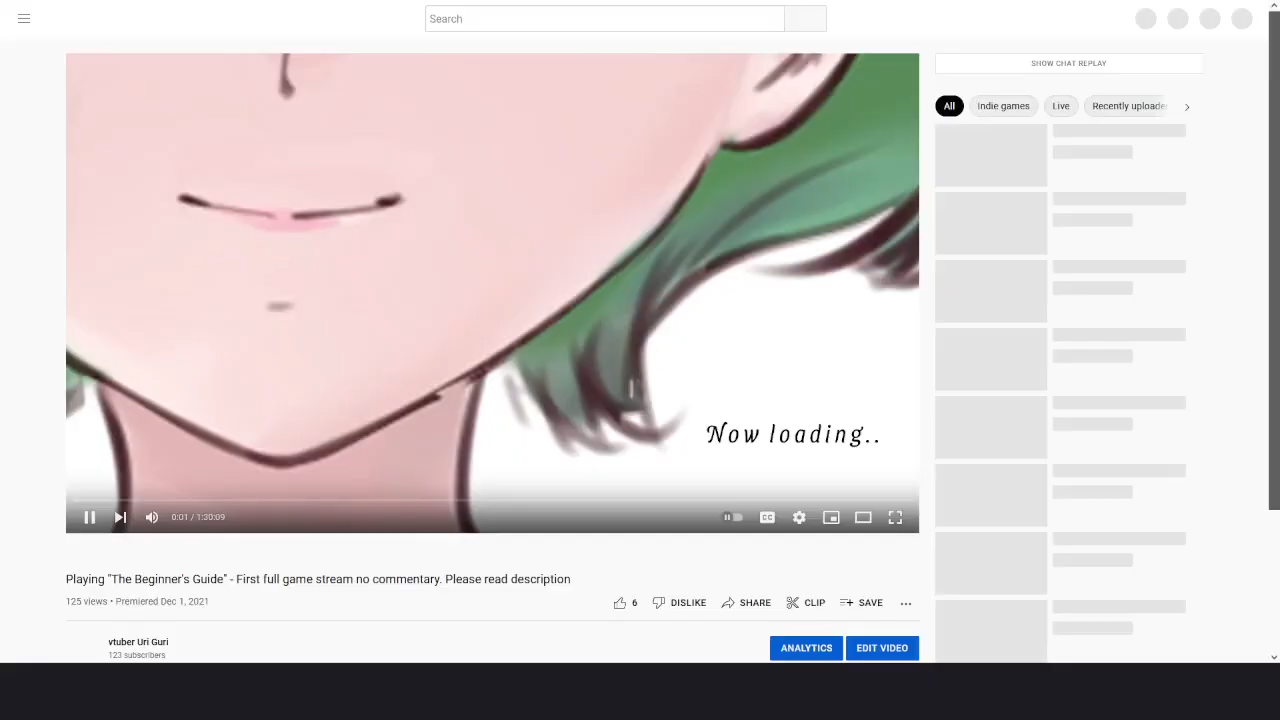 Search
SHOW CHAT REPLAY
All
Indie games
Live
Recently uploade
Now loading..
0:01 / 1:30:09
CC
Playing "The Beginner's Guide" - First full game stream no commentary. Please read description
125 views • Premiered Dec 1, 2021
6
DISLIKE
SHARE
CLIP
SAVE
vtuber Uri Guri
123 subscribers
ANALYTICS
EDIT VIDEO